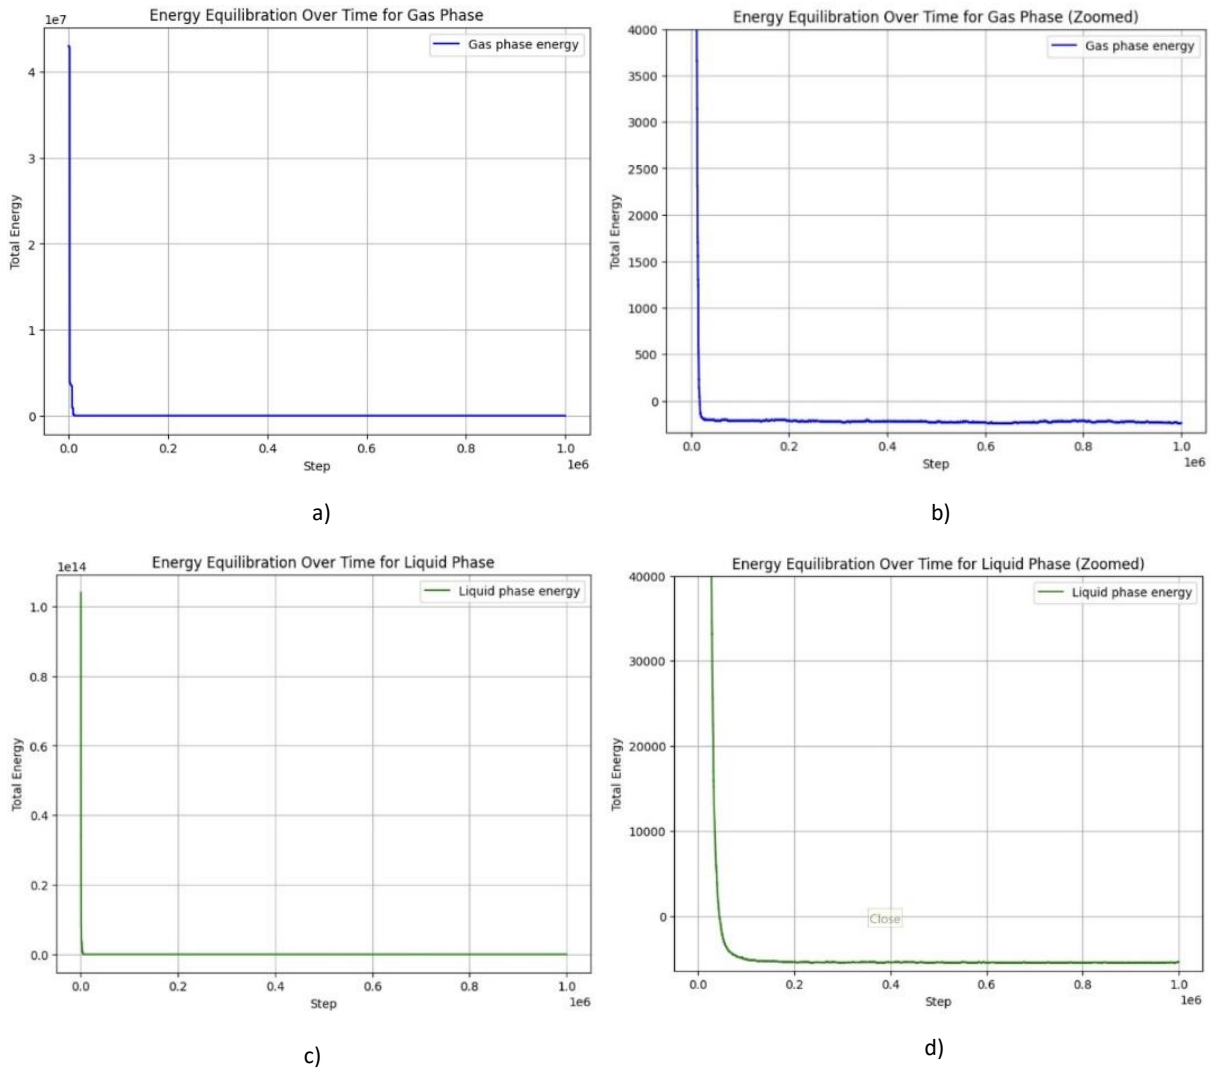 Energy Equilibration Over Time for Gas Phase
1e7
Gas phase energy
4
3
2
1
0
Total Energy
0.0 0.2 0.4 0.6 0.8 1.0
1e6
Step
a)
Energy Equilibration Over Time for Gas Phase (Zoomed)
4000
Gas phase energy
3500
3000
2500
2000
1500
1000
500
0
Total Energy
0.0 0.2 0.4 0.6 0.8 1.0
1e6
Step
b)
Energy Equilibration Over Time for Liquid Phase
1e14
Liquid phase energy
1.0
0.8
0.6
0.4
0.2
0.0
Total Energy
0.0 0.2 0.4 0.6 0.8 1.0
1e6
Step
c)
Energy Equilibration Over Time for Liquid Phase (Zoomed)
40000
Liquid phase energy
30000
20000
10000
0
Close
Total Energy
0.0 0.2 0.4 0.6 0.8 1.0
1e6
Step
d)